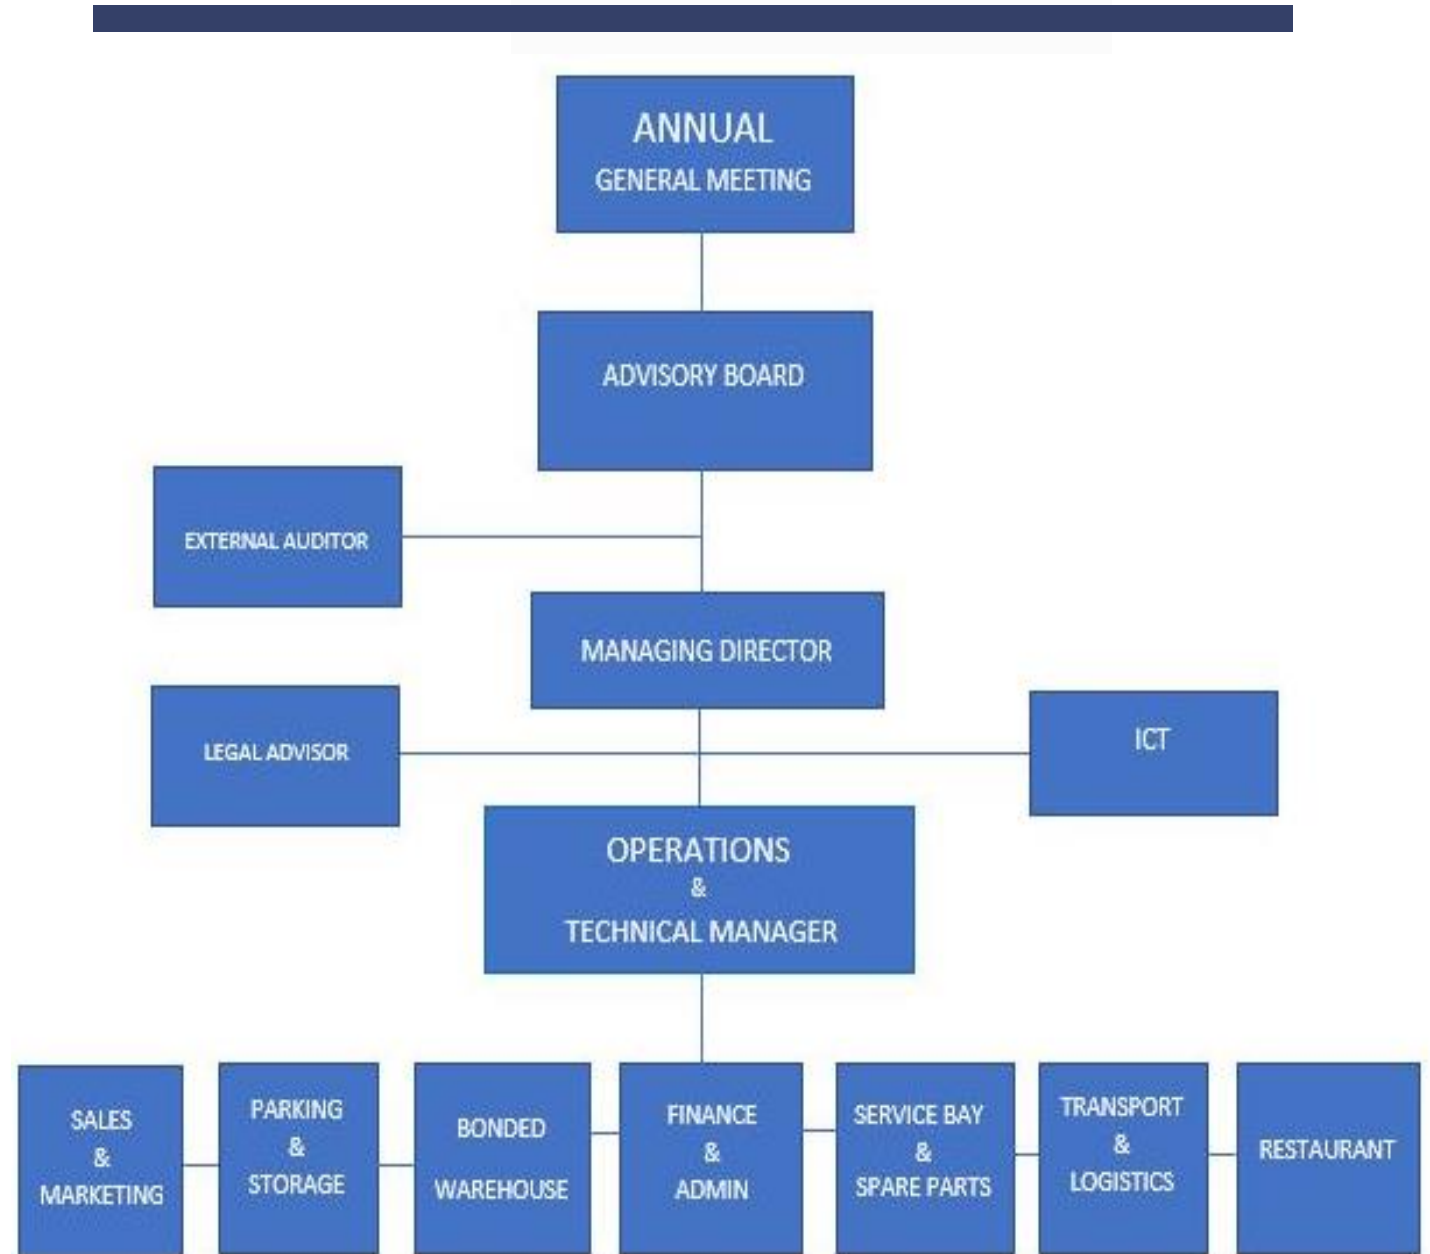 ANNUAL
GENERAL MEETING
ADVISORY BOARD
EXTERNAL AUDITOR
MANAGING DIRECTOR
LEGAL ADVISOR
ICT
OPERATIONS
&
TECHNICAL MANAGER
SALES
&
MARKETING
PARKING
&
STORAGE
BONDED
WAREHOUSE
FINANCE
&
ADMIN
SERVICE BAY
&
SPARE PARTS
TRANSPORT
&
LOGISTICS
RESTAURANT